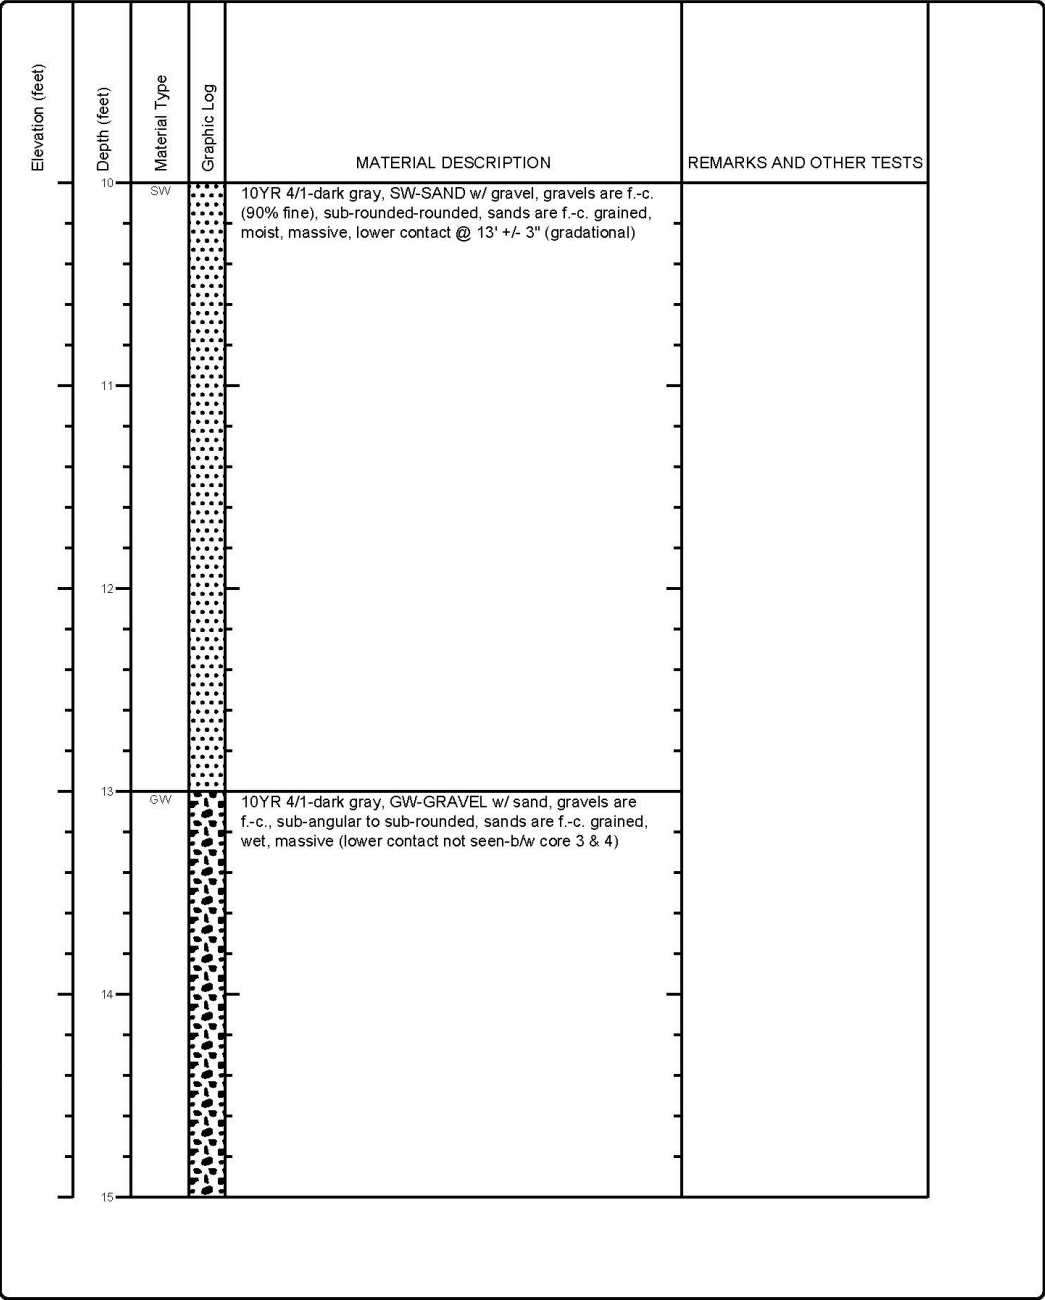 Elevation (feet)
Depth (feet)
Material Type
Graphic Log
MATERIAL DESCRIPTION
REMARKS AND OTHER TESTS
10
SW
10YR 4/1-dark gray, SW-SAND w/ gravel, gravels are f.-c.
(90% fine), sub-rounded-rounded, sands are f.-c. grained,
moist, massive, lower contact @ 13' +/- 3" (gradational)
11
12
13
GW
10YR 4/1-dark gray, GW-GRAVEL w/ sand, gravels are
f.-c., sub-angular to sub-rounded, sands are f.-c. grained,
wet, massive (lower contact not seen-b/w core 3 & 4)
14
15